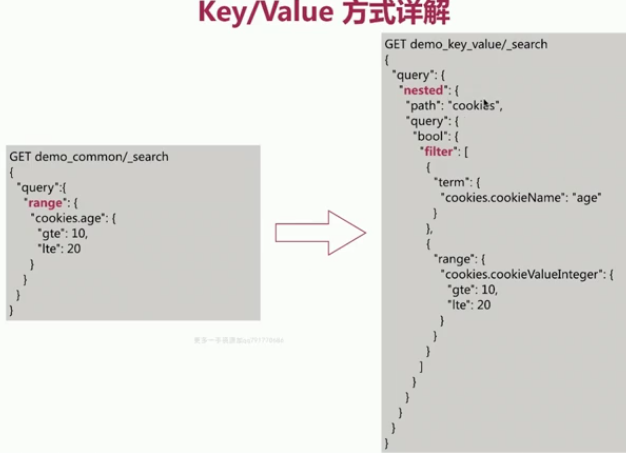 Key/Value 方式详解
GET demo_common/_search
{
"query":{
"range": {
"cookies.age": {
"gte": 10,
"lte": 20
}
}
}
}
GET demo_key_value/_search
{
"query": {
"nested": {
"path": "cookies",
"query": {
"bool": {
"filter": [
{
"term": {
"cookies.cookieName": "age"
}
},
{
"range": {
"cookies.cookieValueInteger": {
"gte": 10,
"lte": 20
}
}
}
]
}
}
}
}
}